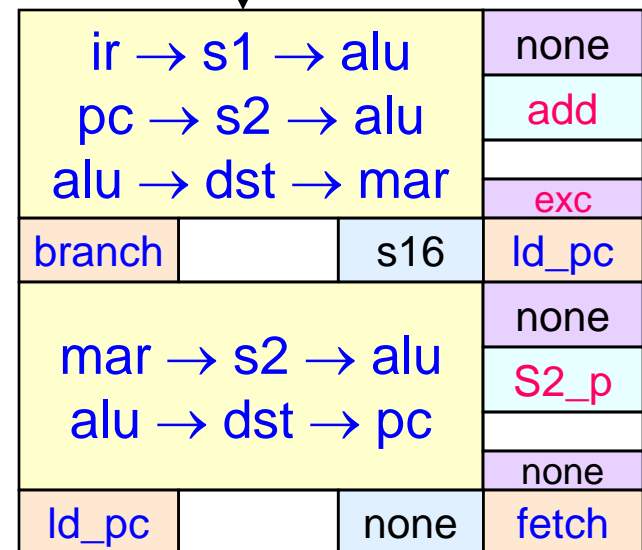 ir → s1 → alu
pc → s2 → alu
alu → dst → mar
none
add
exc
branch
s16
ld_pc
mar → s2 → alu
alu → dst → pc
none
S2_p
none
ld_pc
none
fetch